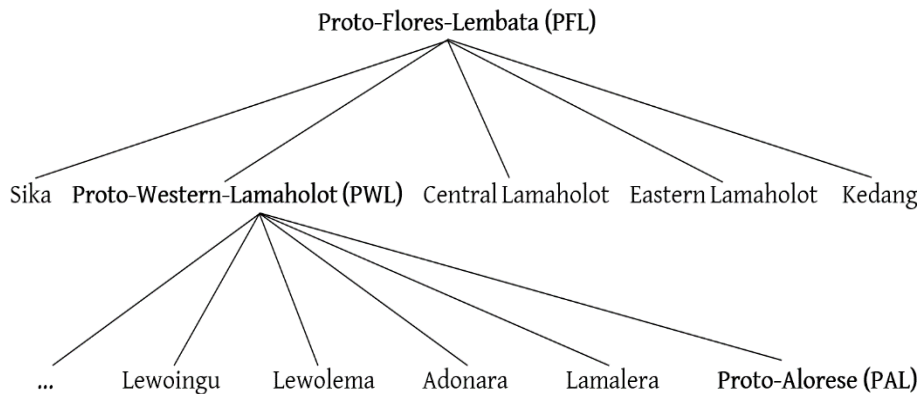 Proto-Flores-Lembata (PFL)
Sika Proto-Western-Lamaholot (PWL) Central Lamaholot Eastern Lamaholot Kedang
... Lewoingu Lewolema Adonara Lamalera Proto-Alorese (PAL)